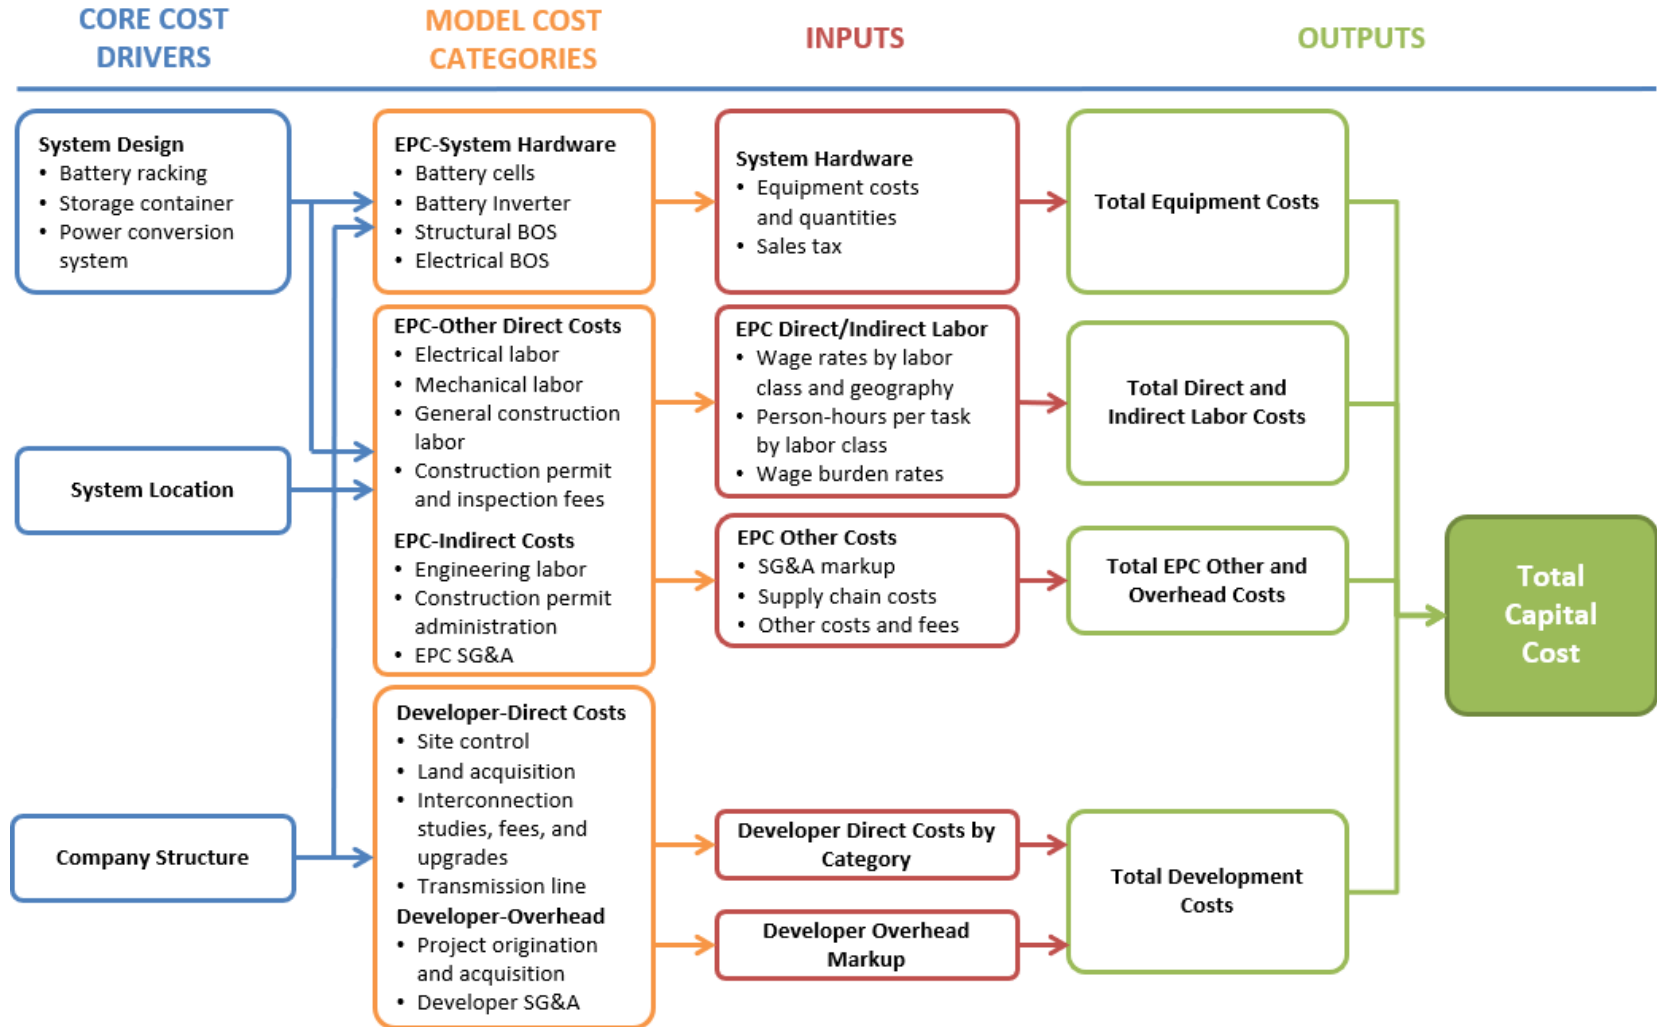 CORE COST
DRIVERS
MODEL COST
CATEGORIES
INPUTS
OUTPUTS
System Design
• Battery racking
• Storage container
• Power conversion
system
System Location
Company Structure
EPC-System Hardware
• Battery cells
• Battery Inverter
• Structural BOS
• Electrical BOS
EPC-Other Direct Costs
• Electrical labor
• Mechanical labor
• General construction
labor
• Construction permit
and inspection fees
EPC-Indirect Costs
• Engineering labor
• Construction permit
administration
• EPC SG&A
Developer-Direct Costs
• Site control
• Land acquisition
• Interconnection
studies, fees, and
upgrades
• Transmission line
Developer-Overhead
• Project origination
and acquisition
• Developer SG&A
System Hardware
• Equipment costs
and quantities
• Sales tax
EPC Direct/Indirect Labor
• Wage rates by labor
class and geography
• Person-hours per task
by labor class
• Wage burden rates
EPC Other Costs
• SG&A markup
• Supply chain costs
• Other costs and fees
Developer Direct Costs by
Category
Developer Overhead
Markup
Total Equipment Costs
Total Direct and
Indirect Labor Costs
Total EPC Other and
Overhead Costs
Total Development
Costs
Total
Capital
Cost